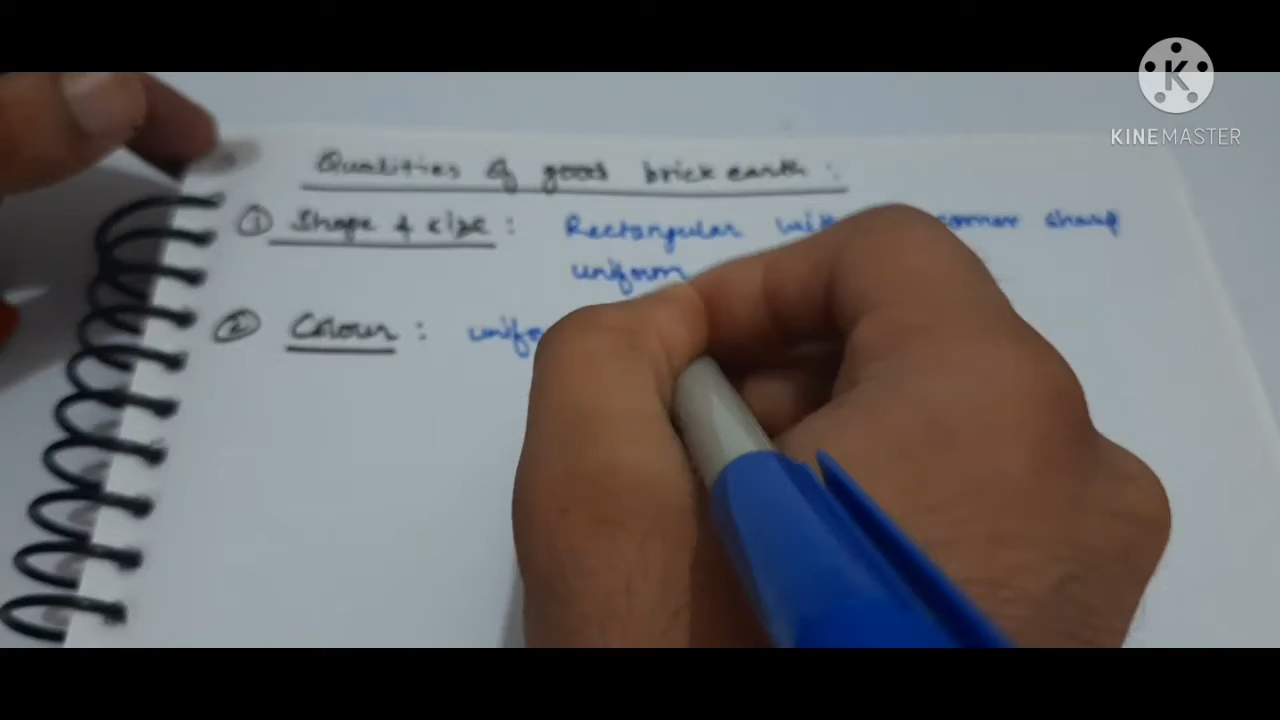 K
KINEMASTER
Qualities of good brick earth :
① Shape & size : Rectangular with corner sharp
uniform
② Colour :